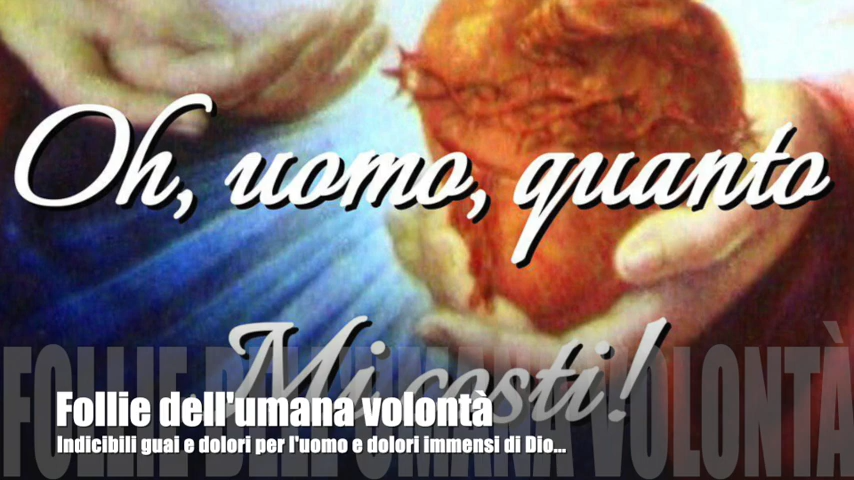 Oh, uomo, quanto
Mi costi!
FOLLIE DELL'UMANA VOLONTÀ
Follie dell'umana volontà
Indicibili guai e dolori per l'uomo e dolori immensi di Dio...